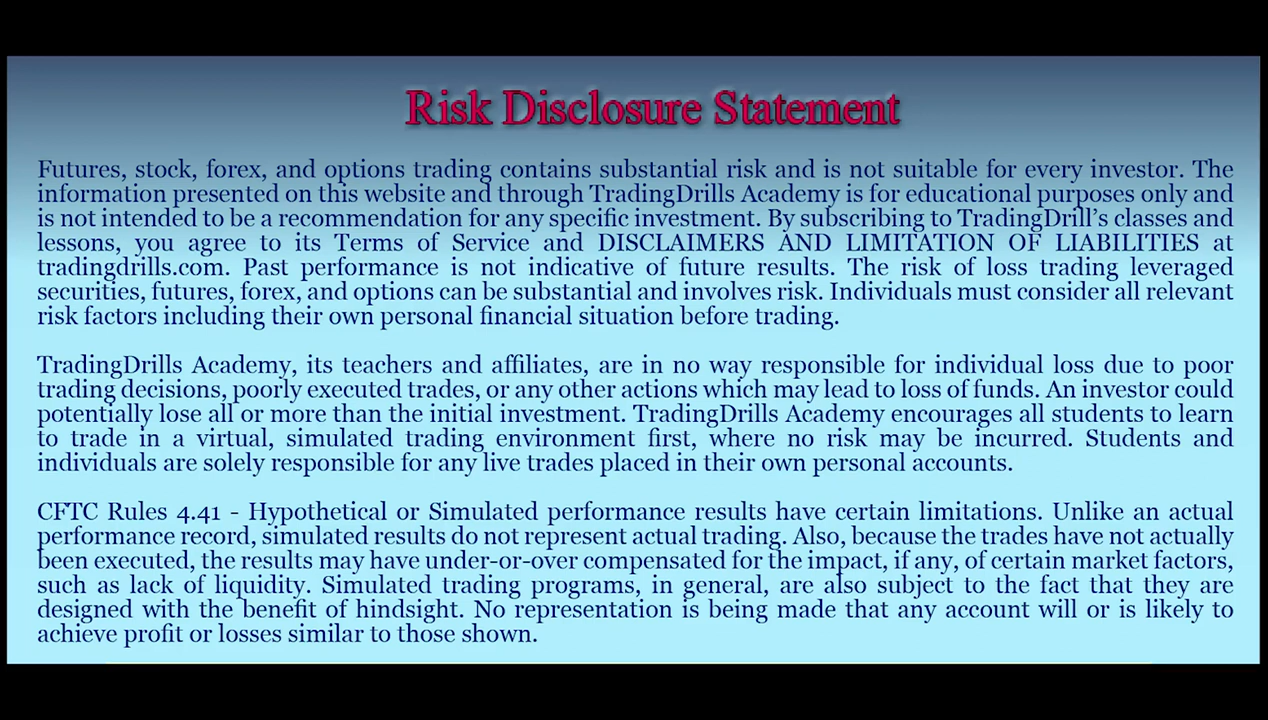 Risk Disclosure Statement
Futures, stock, forex, and options trading contains substantial risk and is not suitable for every investor. The
information presented on this website and through TradingDrills Academy is for educational purposes only and
is not intended to be a recommendation for any specific investment. By subscribing to TradingDrill's classes and
lessons, you agree to its Terms of Service and DISCLAIMERS AND LIMITATION OF LIABILITIES at
tradingdrills.com. Past performance is not indicative of future results. The risk of loss trading leveraged
securities, futures, forex, and options can be substantial and involves risk. Individuals must consider all relevant
risk factors including their own personal financial situation before trading.
TradingDrills Academy, its teachers and affiliates, are in no way responsible for individual loss due to poor
trading decisions, poorly executed trades, or any other actions which may lead to loss of funds. An investor could
potentially lose all or more than the initial investment. TradingDrills Academy encourages all students to learn
to trade in a virtual, simulated trading environment first, where no risk may be incurred. Students and
individuals are solely responsible for any live trades placed in their own personal accounts.
CFTC Rules 4.41 - Hypothetical or Simulated performance results have certain limitations. Unlike an actual
performance record, simulated results do not represent actual trading. Also, because the trades have not actually
been executed, the results may have under-or-over compensated for the impact, if any, of certain market factors,
such as lack of liquidity. Simulated trading programs, in general, are also subject to the fact that they are
designed with the benefit of hindsight. No representation is being made that any account will or is likely to
achieve profit or losses similar to those shown.